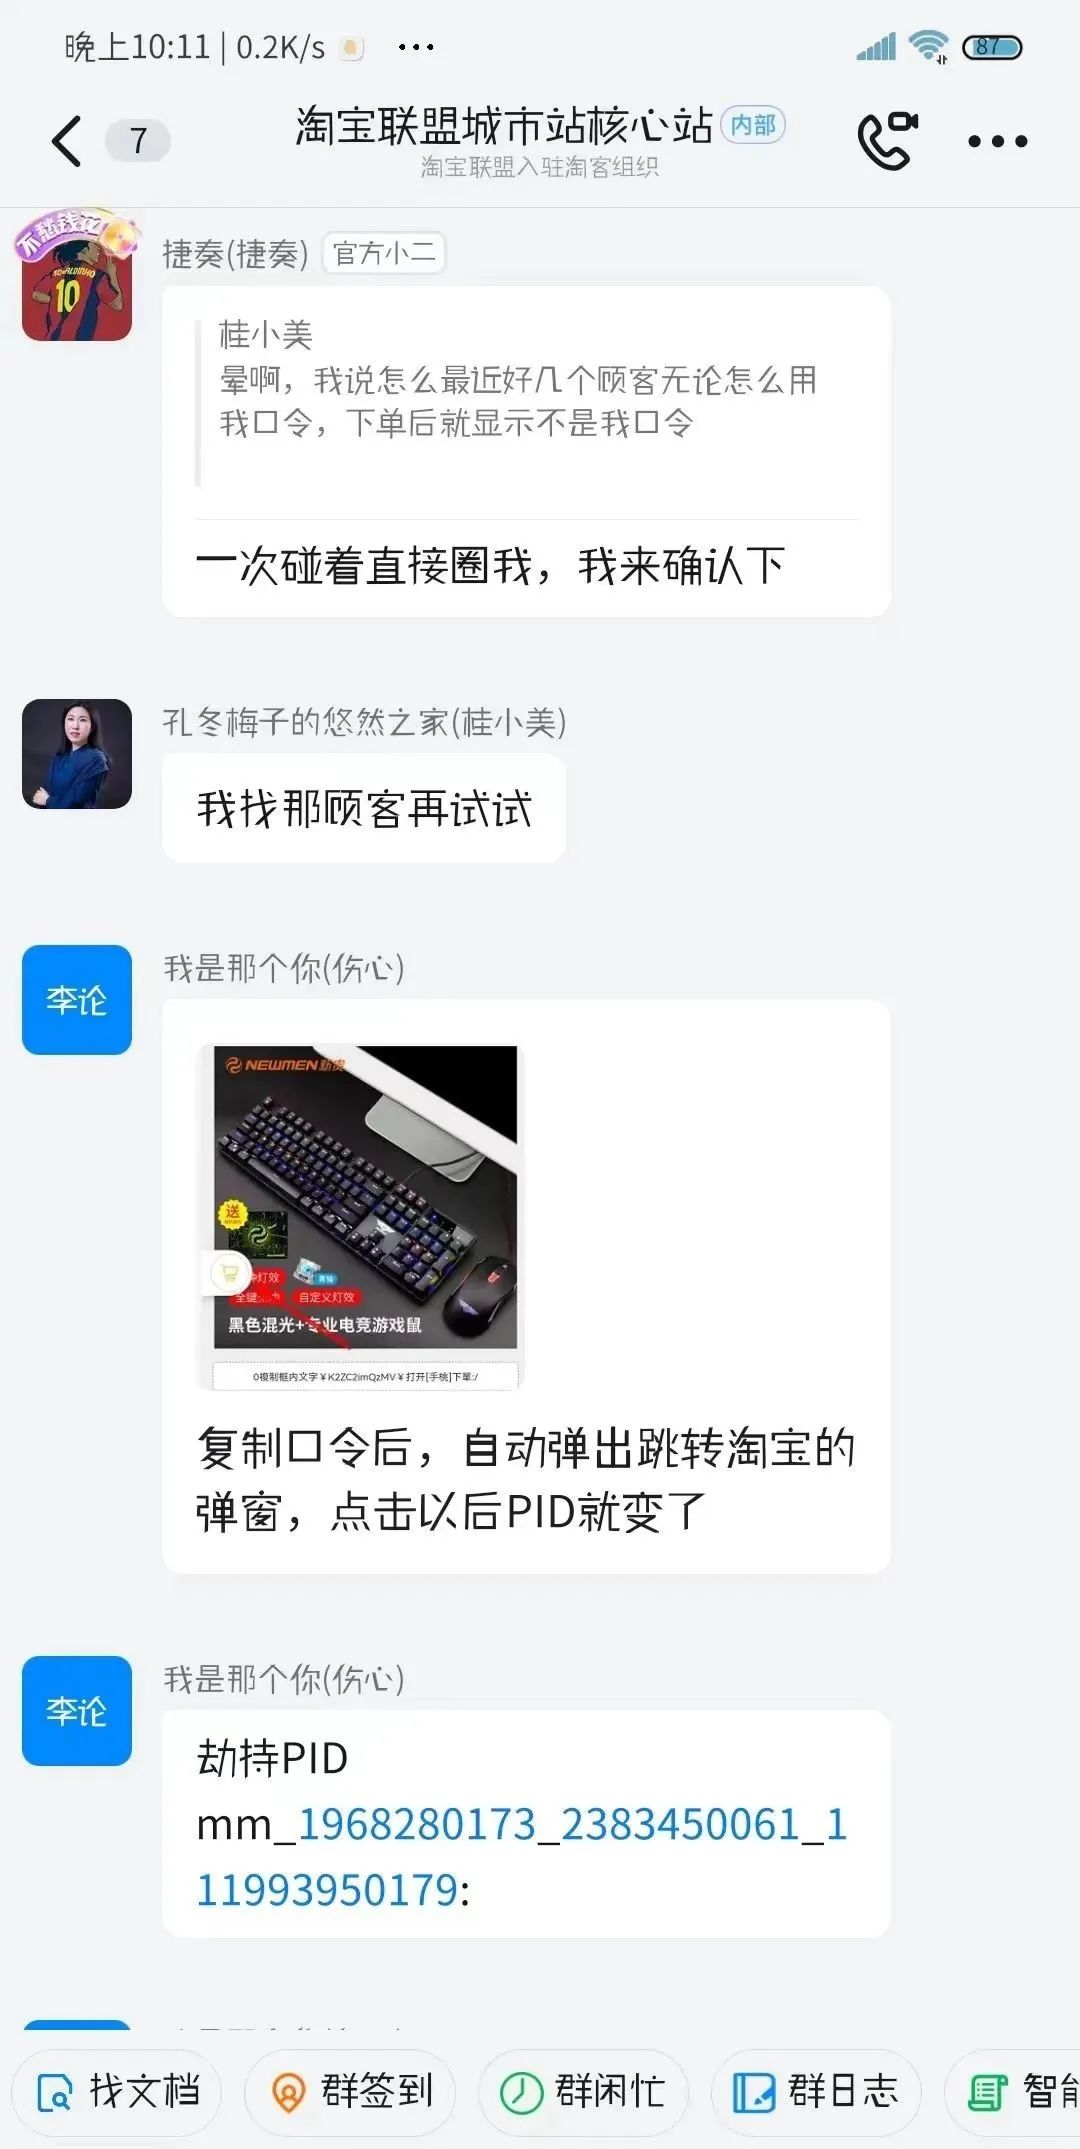 晚上10:11 | 0.2K/s ...
87
7
淘宝联盟城市站核心站 内部
淘宝联盟入驻淘客组织
不愁钱花
RONALDINHO
10
捷奏(捷奏) 官方小二
桂小美
晕啊，我说怎么最近好几个顾客无论怎么用
我口令，下单后就显示不是我口令
一次碰着直接圈我，我来确认下
孔冬梅子的悠然之家(桂小美)
我找那顾客再试试
李论
我是那个你(伤心)
NEWMEN新贵
送
青轴
灯效
全键 自定义灯效
黑色混光+专业电竞游戏鼠
0複制框内文字￥K2ZC2imQzMV￥打开[手桃]下單:/
复制口令后，自动弹出跳转淘宝的
弹窗，点击以后PID就变了
李论
我是那个你(伤心)
劫持PID
mm_1968280173_2383450061_1
11993950179:
找文档 群签到 群闲忙 群日志 智能